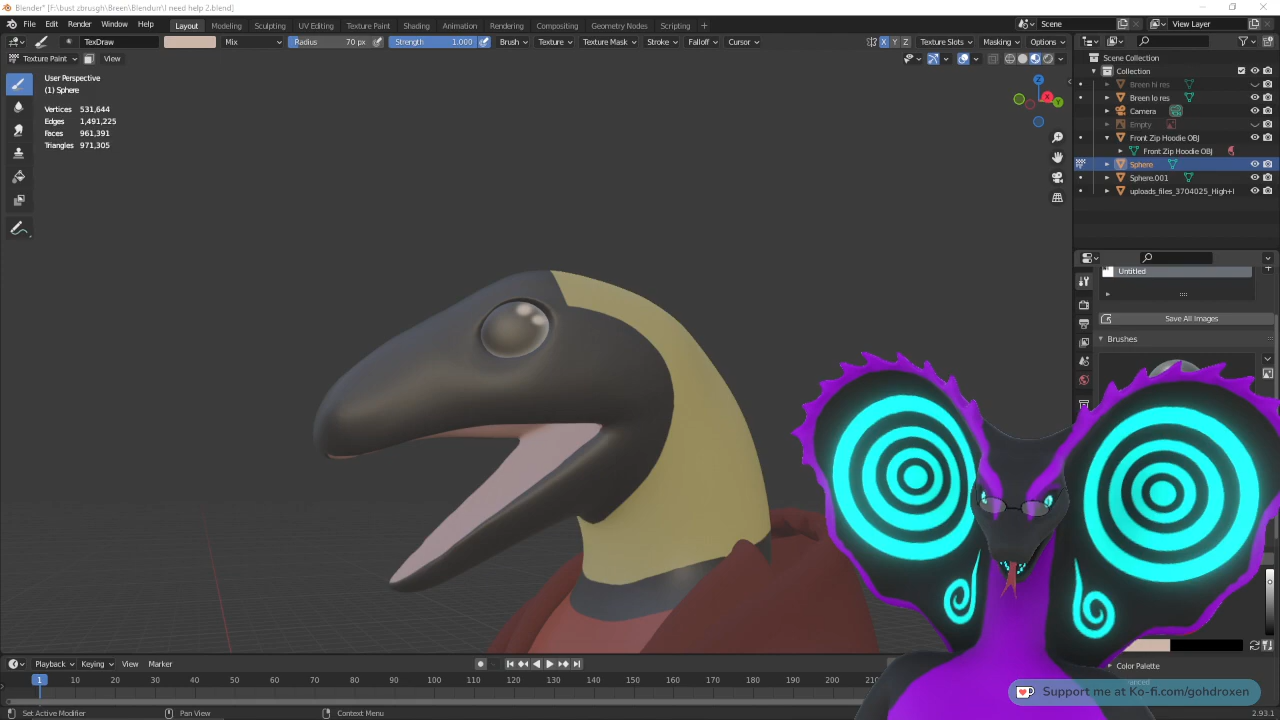 Blender* [F:\bust zbrusgh\Breen\Blendurr\I need help 2.blend]
File Edit Render Window Help Layout Modeling Sculpting UV Editing Texture Paint Shading Animation Rendering Compositing Geometry Nodes Scripting + Scene View Layer
TexDraw Mix Radius 70 px Strength 1.000 Brush Texture Texture Mask Stroke Falloff Cursor X Y Z Texture Slots Masking Options
Texture Paint View
Scene Collection
Collection
Breen hi res
Breen lo res
Camera
Empty
Front Zip Hoodie OBJ
Front Zip Hoodie OBJ
Sphere
Sphere.001
uploads_files_3704025_High+I
User Perspective
(1) Sphere
Vertices 531,644
Edges 1,491,225
Faces 961,391
Triangles 971,305
Z
X
Y
Untitled
Save All Images
Brushes
Color Palette
Playback Keying View Marker
1 10 20 30 40 50 60 70 80 90 100 110 120 130 140 150 160 170 180 190 200 210
Support me at Ko-fi.com/gohdroxen
Set Active Modifier Pan View Context Menu 2.93.1